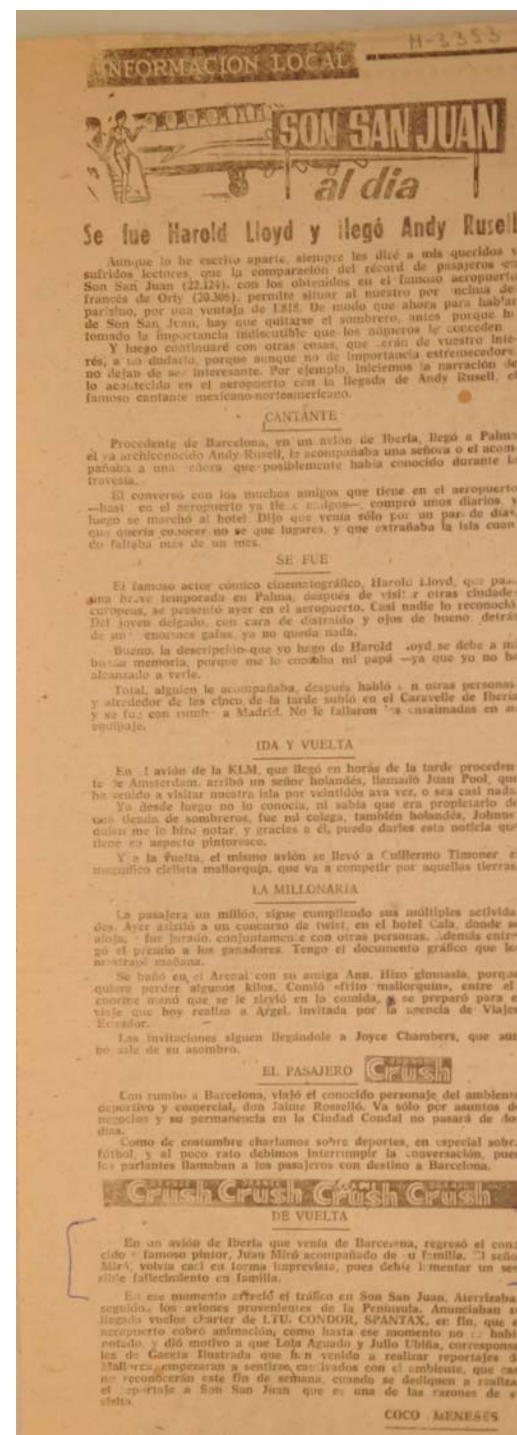 H-3353
INFORMACION LOCAL
SON SAN JUAN
al día
Se fue Harold Lloyd y llegó Andy Rusell
Aunque lo he escrito aparte, siempre les diré a mis queridos y
sufridos lectores, que la comparación del récord de pasajeros en
Son San Juan (22.124), con los obtenidos en el famoso aeropuerto
francés de Orly (20.306), permite situar al nuestro por encima del
parisino, por una ventaja de 1.818. De modo que ahora para hablar
de Son San Juan, hay que quitarse el sombrero, antes porque ha
tomado la importancia indiscutible que los números le conceden
Y luego continuaré con otras cosas, que serán de vuestro inte-
rés, a no dudarlo, porque aunque no de importancia estremecedora,
no dejan de ser interesante. Por ejemplo, iniciemos la narración de
lo acontecido en el aeropuerto con la llegada de Andy Rusell, el
famoso cantante mexicano-norteamericano.
CANTANTE
Procedente de Barcelona, en un avión de Iberia, llegó a Palma
el ya archiconocido Andy Rusell, le acompañaba una señora o el acom-
pañaba a una señora que posiblemente había conocido durante la
travesía.
El converso con los muchos amigos que tiene en el aeropuerto
—hasta en el aeropuerto ya tiene amigos—, compró unos diarios, y
luego se marchó al hotel. Dijo que venía sólo por un par de días,
que quería conocer no se que lugares, y que extrañaba la isla cuan-
do faltaba más de un mes.
SE FUE
El famoso actor cómico cinematográfico, Harold Lloyd, que pasó
una breve temporada en Palma, después de visitar otras ciudades
europeas, se presentó ayer en el aeropuerto. Casi nadie lo reconoció.
Del joven delgado, con cara de distraído y ojos de bueno, detrás
de unas enormes gafas, ya no queda nada.
Bueno, la descripción que yo hago de Harold Lloyd se debe a mi
buena memoria, porque me lo contaba mi papá —ya que yo no he
alcanzado a verle.
Total, alguien le acompañaba, después habló con otras personas
y alrededor de las cinco de la tarde subió en el Caravelle de Iberia
y se fue con rumbo a Madrid. No le fallaron las ensaimadas en su
equipaje.
IDA Y VUELTA
En el avión de la KLM, que llegó en horas de la tarde proceden-
te de Amsterdam, arribó un señor holandés, llamado Juan Pool, que
ha venido a visitar nuestra isla por veintidós ava vez, o sea casi nada.
Yo desde luego no lo conocía, ni sabía que era propietario de
una tienda de sombreros, fue mi colega, también holandés, Johnny
quien me lo hizo notar, y gracias a él, puedo darles esta noticia que
tiene su aspecto pintoresco.
Y a la vuelta, el mismo avión se llevó a Guillermo Timoner, el
magnífico ciclista mallorquín, que va a competir por aquellas tierras.
LA MILLONARIA
La pasajera un millón, sigue cumpliendo sus múltiples activida-
des. Ayer asistió a un concurso de twist, en el hotel Cala, donde se
aloja, y fue jurado, conjuntamente con otras personas. Además entre-
gó el premio a los ganadores. Tengo el documento gráfico que les
mostraré mañana.
Se bañó en el Arenal con su amiga Ann. Hizo gimnasia, porque
quiere perder algunos kilos. Comió «frito mallorquín», entre el
enorme menú que se le sirvió en la comida, y se preparó para el
viaje que hoy realiza a Argel, invitada por la agencia de Viajes
Ecuador.
Las invitaciones siguen llegándole a Joyce Chambers, que aun
no sale de su asombro.
EL PASAJERO Crush
Con rumbo a Barcelona, viajó el conocido personaje del ambiente
deportivo y comercial, don Jaime Rosselló. Va sólo por asuntos de
negocios y su permanencia en la Ciudad Condal no pasará de dos
días.
Como de costumbre charlamos sobre deportes, en especial sobre
fútbol, y al poco rato debimos interrumpir la conversación, pues
los parlantes llamaban a los pasajeros con destino a Barcelona.
Crush Crush Crush Crush
DE VUELTA
En un avión de Iberia que venía de Barcelona, regresó el cono-
cido y famoso pintor, Juan Miró acompañado de su familia. El señor
Miró, volvía casi en forma imprevista, pues debía lamentar un sen-
sible fallecimiento en familia.
En ese momento arreció el tráfico en Son San Juan. Aterrizaban
seguidos los aviones provenientes de la Península. Anunciaban su
llegada vuelos charter de LTU, CONDOR, SPANTAX, en fin, que el
aeropuerto cobró animación, como hasta ese momento no se había
notado, y dió motivo a que Lola Aguado y Julio Ubiña, corresponsa-
les de Gaceta Ilustrada que han venido a realizar reportajes de
Mallorca, empezaran a sentirse cautivados con el ambiente, que casi
no reconocerán este fin de semana, cuando se dediquen a realizar
el reportaje a Son San Juan que es una de las razones de su
visita.
COCO MENESES